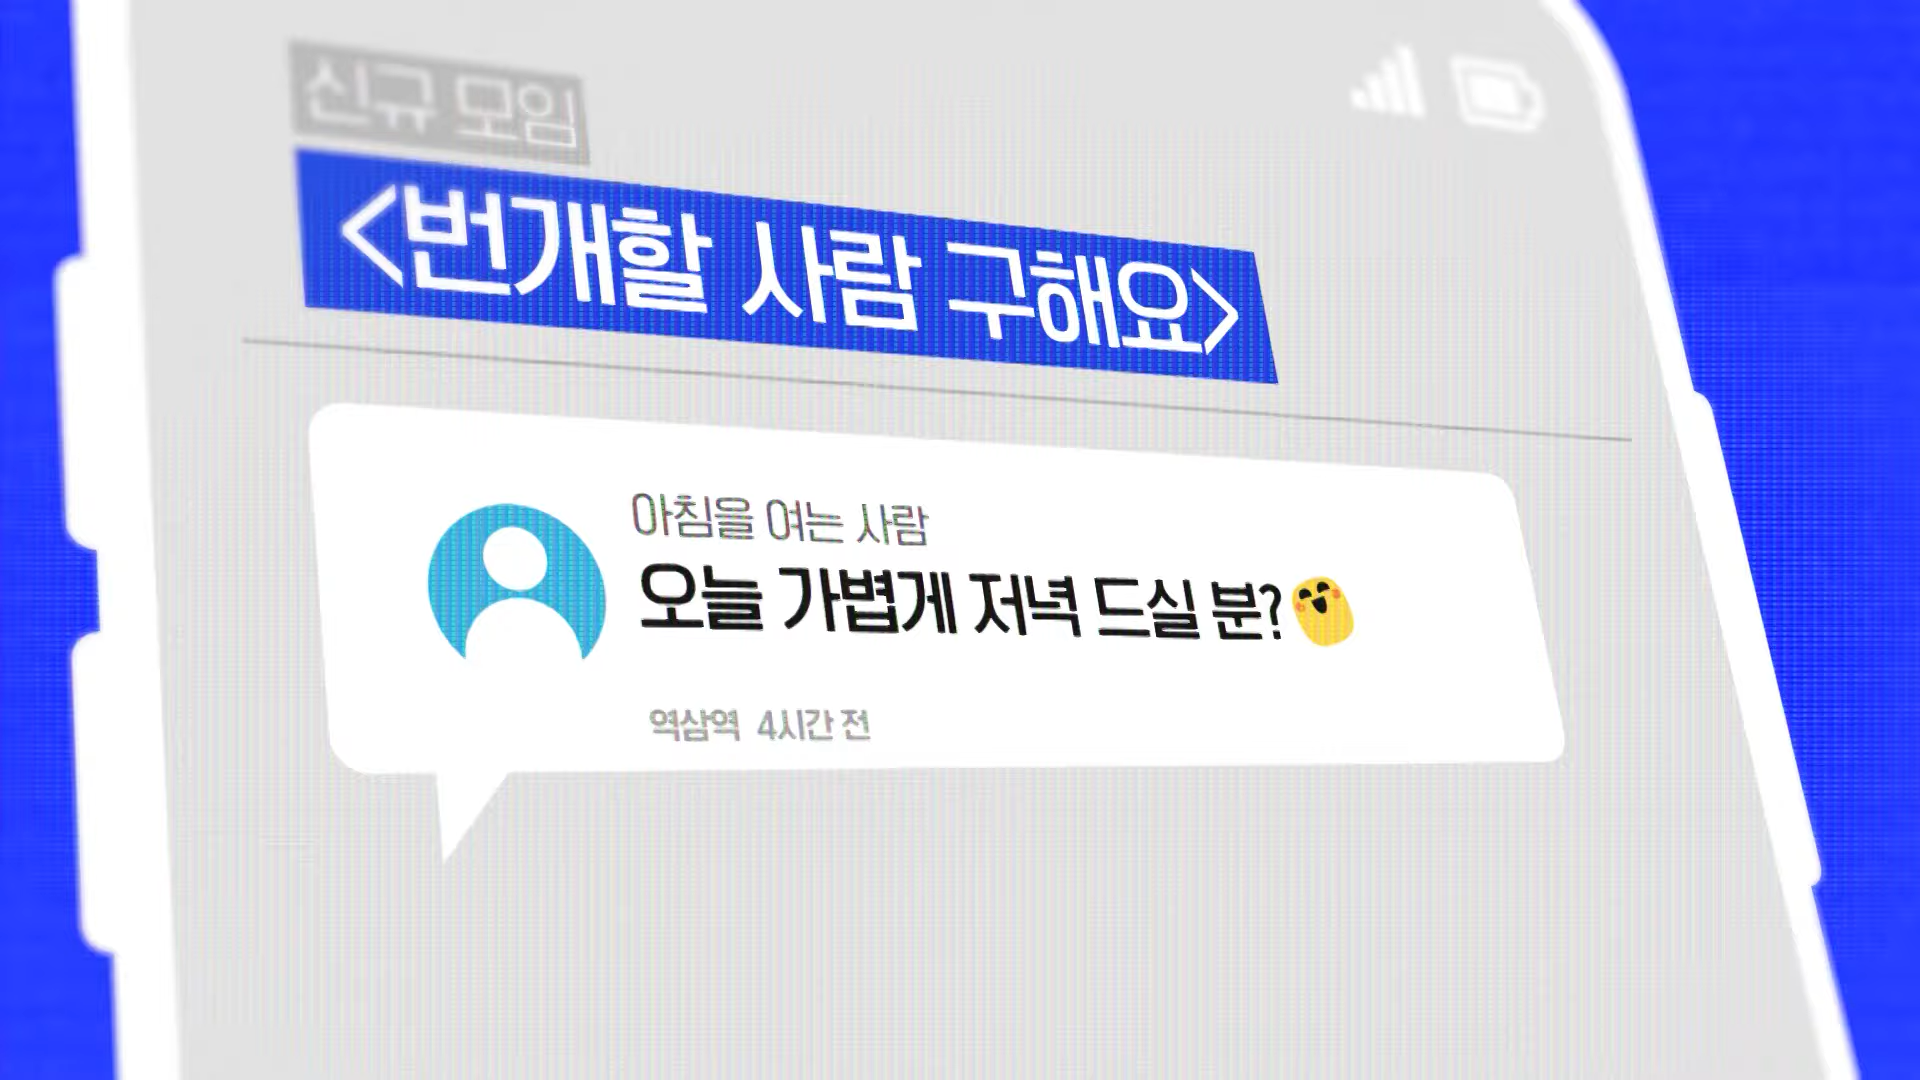 신규 모임
<번개할 사람 구해요>
아침을 여는 사람
오늘 가볍게 저녁 드실 분?
역삼역 4시간 전